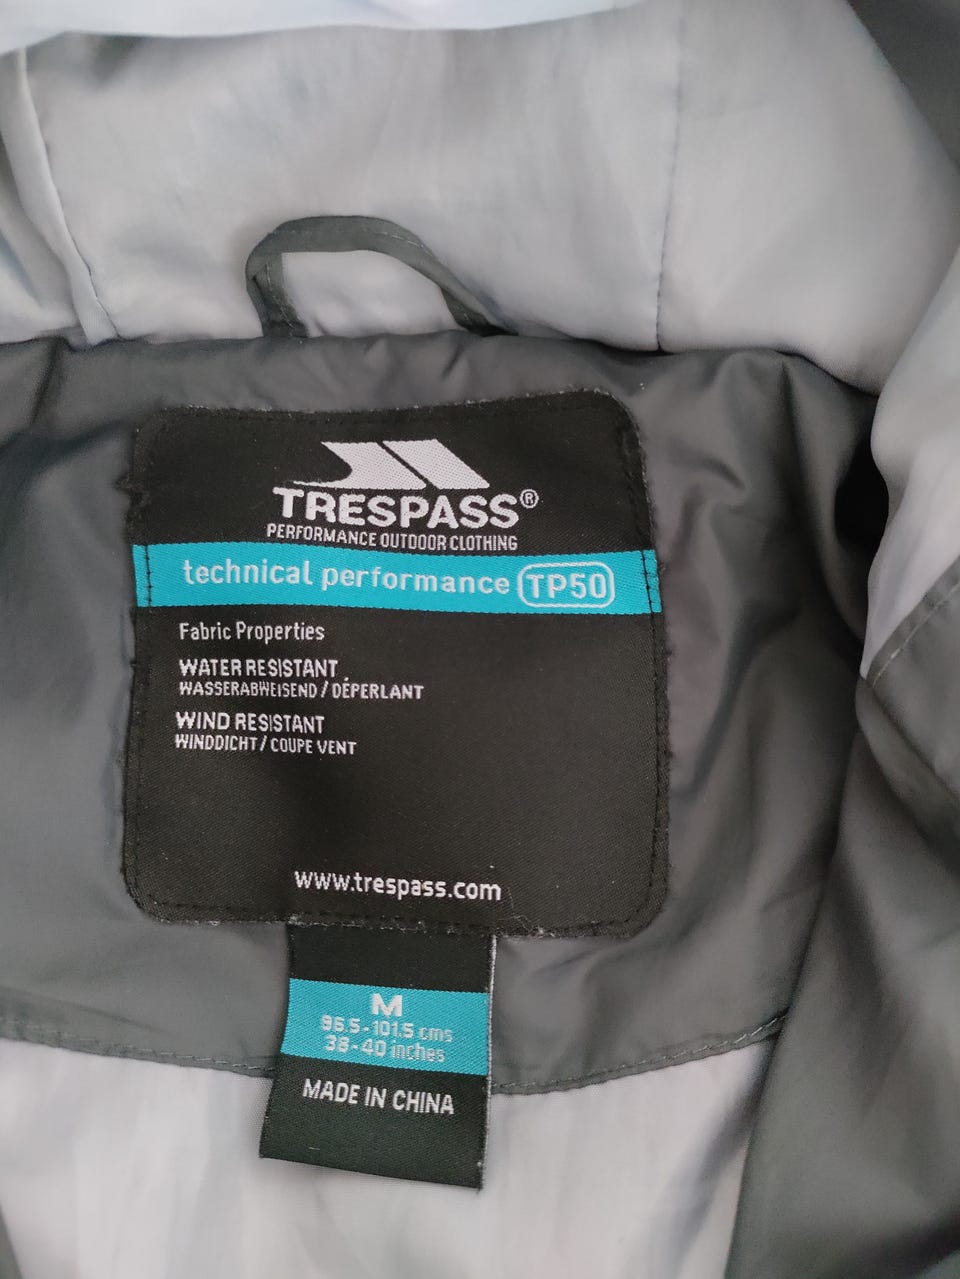 TRESPASS®
PERFORMANCE OUTDOOR CLOTHING
technical performance TP50
Fabric Properties
WATER RESISTANT
WASSERABWEISEND / DÉPERLANT
WIND RESISTANT
WINDDICHT / COUPE VENT
www.trespass.com
M
96.5-101.5 cms
38-40 inches
MADE IN CHINA